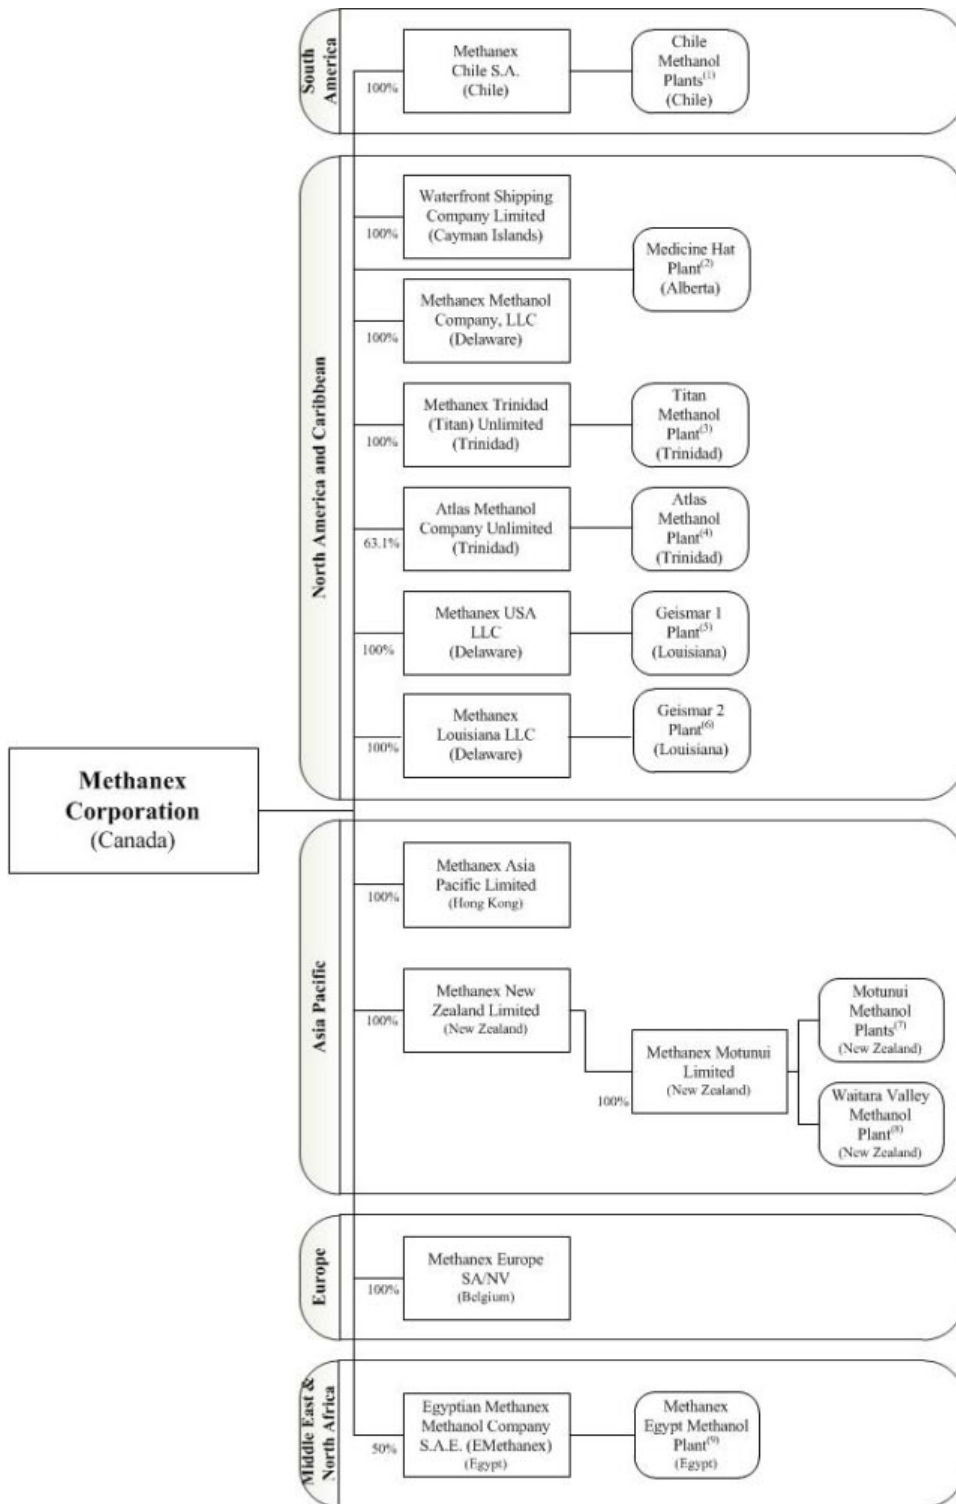 South
America
100%
Methanex
Chile S.A.
(Chile)
Chile
Methanol
Plants(1)
(Chile)
North America and Caribbean
100%
Waterfront Shipping
Company Limited
(Cayman Islands)
Medicine Hat
Plant(2)
(Alberta)
100%
Methanex Methanol
Company, LLC
(Delaware)
100%
Methanex Trinidad
(Titan) Unlimited
(Trinidad)
Titan
Methanol
Plant(3)
(Trinidad)
63.1%
Atlas Methanol
Company Unlimited
(Trinidad)
Atlas
Methanol
Plant(4)
(Trinidad)
100%
Methanex USA
LLC
(Delaware)
Geismar 1
Plant(5)
(Louisiana)
100%
Methanex
Louisiana LLC
(Delaware)
Geismar 2
Plant(6)
(Louisiana)
Methanex
Corporation
(Canada)
Asia Pacific
100%
Methanex Asia
Pacific Limited
(Hong Kong)
100%
Methanex New
Zealand Limited
(New Zealand)
100%
Methanex Motunui
Limited
(New Zealand)
Motunui
Methanol
Plants(7)
(New Zealand)
Waitara Valley
Methanol
Plant(8)
(New Zealand)
Europe
100%
Methanex Europe
SA/NV
(Belgium)
Middle East &
North Africa
50%
Egyptian Methanex
Methanol Company
S.A.E. (EMethanex)
(Egypt)
Methanex
Egypt Methanol
Plant(9)
(Egypt)